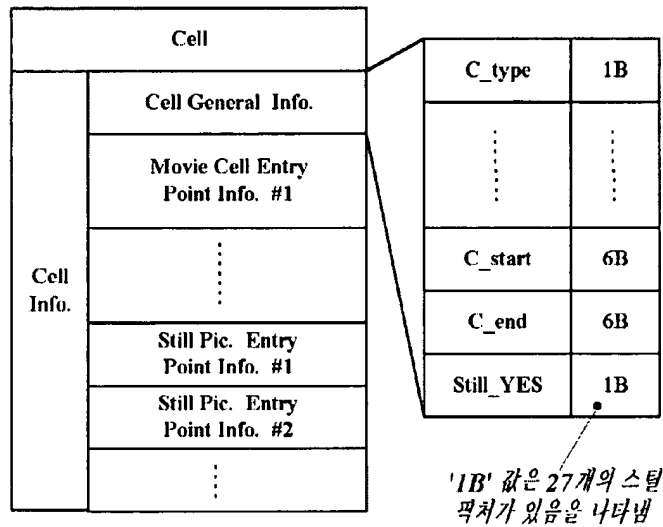 Cell
Cell General Info.
Movie Cell Entry
Point Info. #1
Cell
Info.
Still Pic. Entry
Point Info. #1
Still Pic. Entry
Point Info. #2
C_type 1B
C_start 6B
C_end 6B
Still_YES 1B
'1B' 값은 27개의 스틸
픽처가 있음을 나타냄